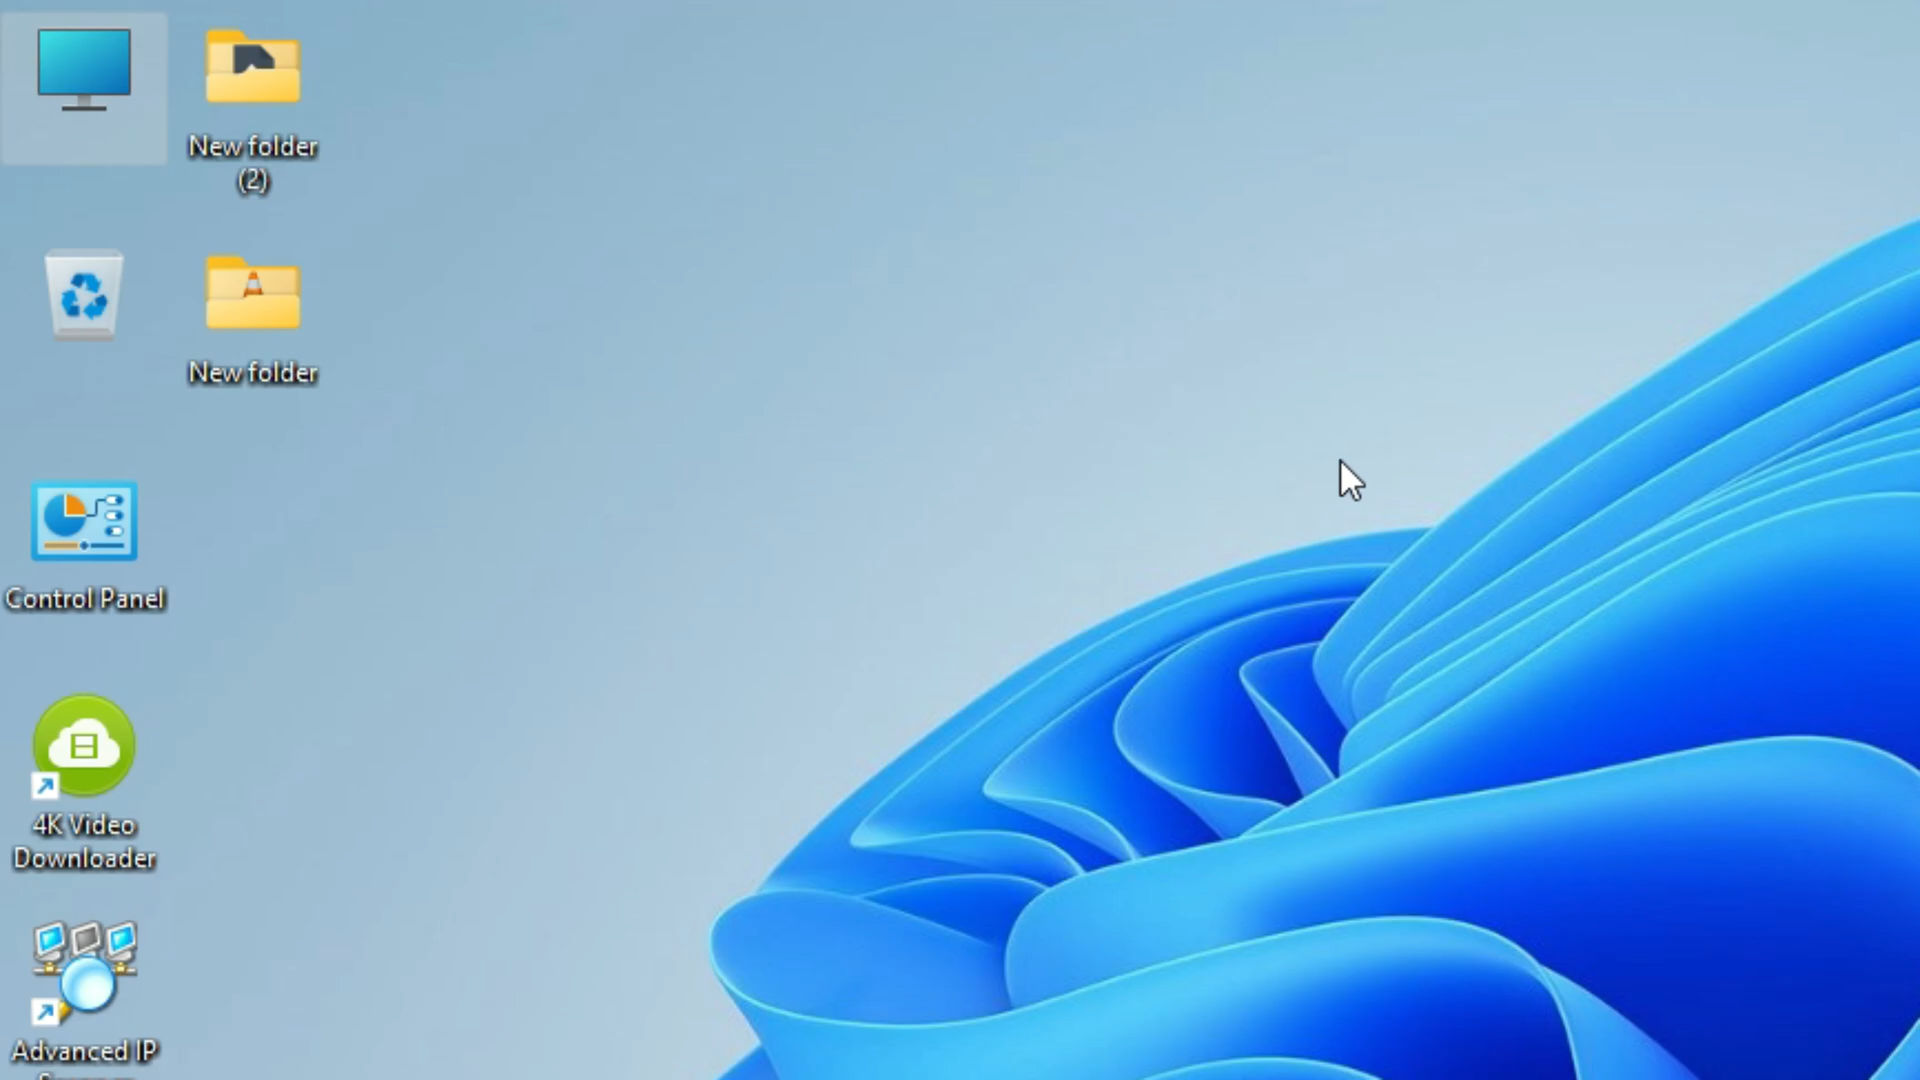 New folder
(2)
New folder
Control Panel
4K Video
Downloader
Advanced IP